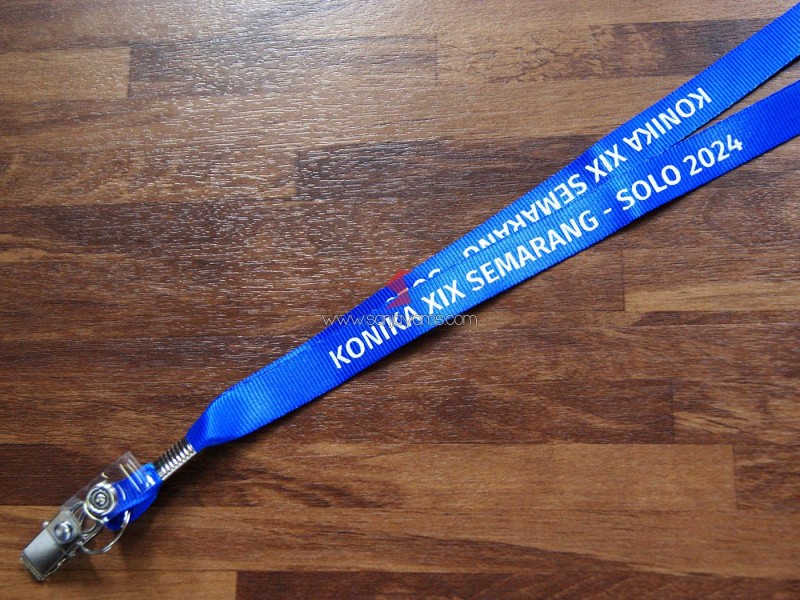 KONIKA XIX SEMARANG
KONIKA XIX SEMARANG - SOLO 2024